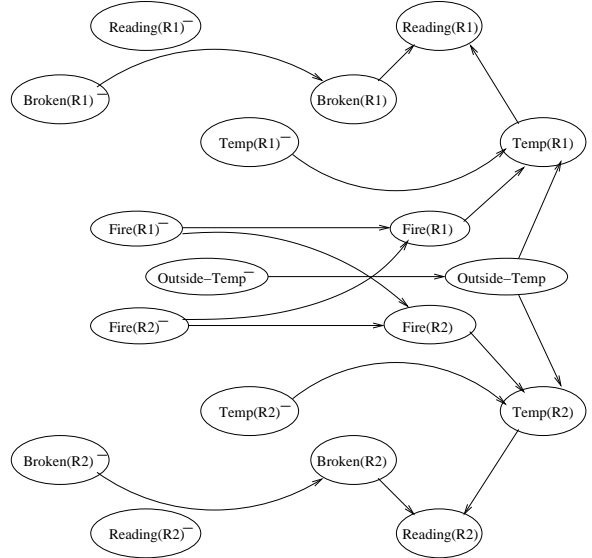 Reading(R1)‾
Reading(R1)
Broken(R1)‾
Broken(R1)
Temp(R1)‾
Temp(R1)
Fire(R1)‾
Fire(R1)
Outside–Temp‾
Outside–Temp
Fire(R2)‾
Fire(R2)
Temp(R2)‾
Temp(R2)
Broken(R2)‾
Broken(R2)
Reading(R2)‾
Reading(R2)